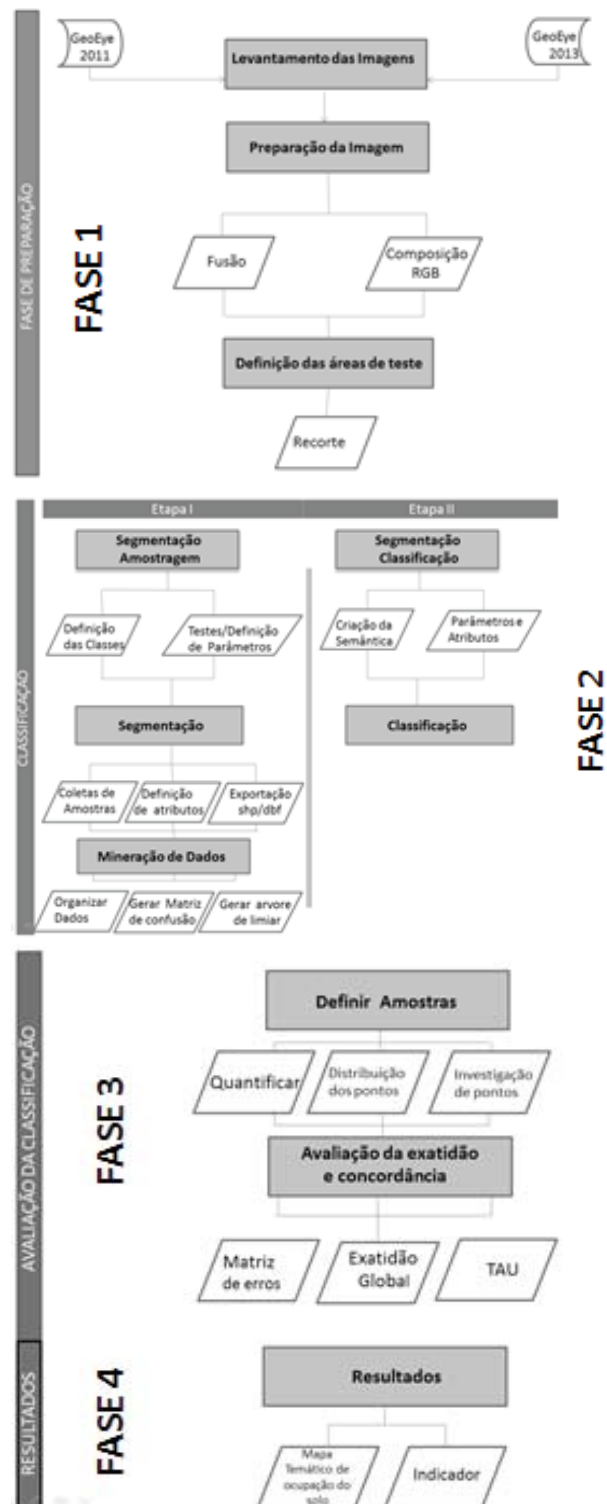 GeoEye
2011
Levantamento das Imagens
GeoEye
2013
Preparação da Imagem
Fusão
Composição
RGB
Definição das áreas de teste
Recorte
FASE DE PREPARAÇÃO
FASE 1
Etapa I
Etapa II
Segmentação
Amostragem
Segmentação
Classificação
Definição
das Classes
Testes/Definição
de Parâmetros
Criação da
Semântica
Parâmetros e
Atributos
Segmentação
Classificação
Coletas de
Amostras
Definição
de atributos
Exportação
shp/dbf
Mineração de Dados
Organizar
Dados
Gerar Matriz
de confusão
Gerar arvore
de limiar
CLASSIFICAÇÃO
FASE 2
Definir Amostras
Quantificar
Distribuição
dos pontos
Investigação
de pontos
Avaliação da exatidão
e concordância
Matriz
de erros
Exatidão
Global
TAU
AVALIAÇÃO DA CLASSIFICAÇÃO
FASE 3
Resultados
Mapa
Temático de
ocupação do
solo
Indicador
RESULTADOS
FASE 4